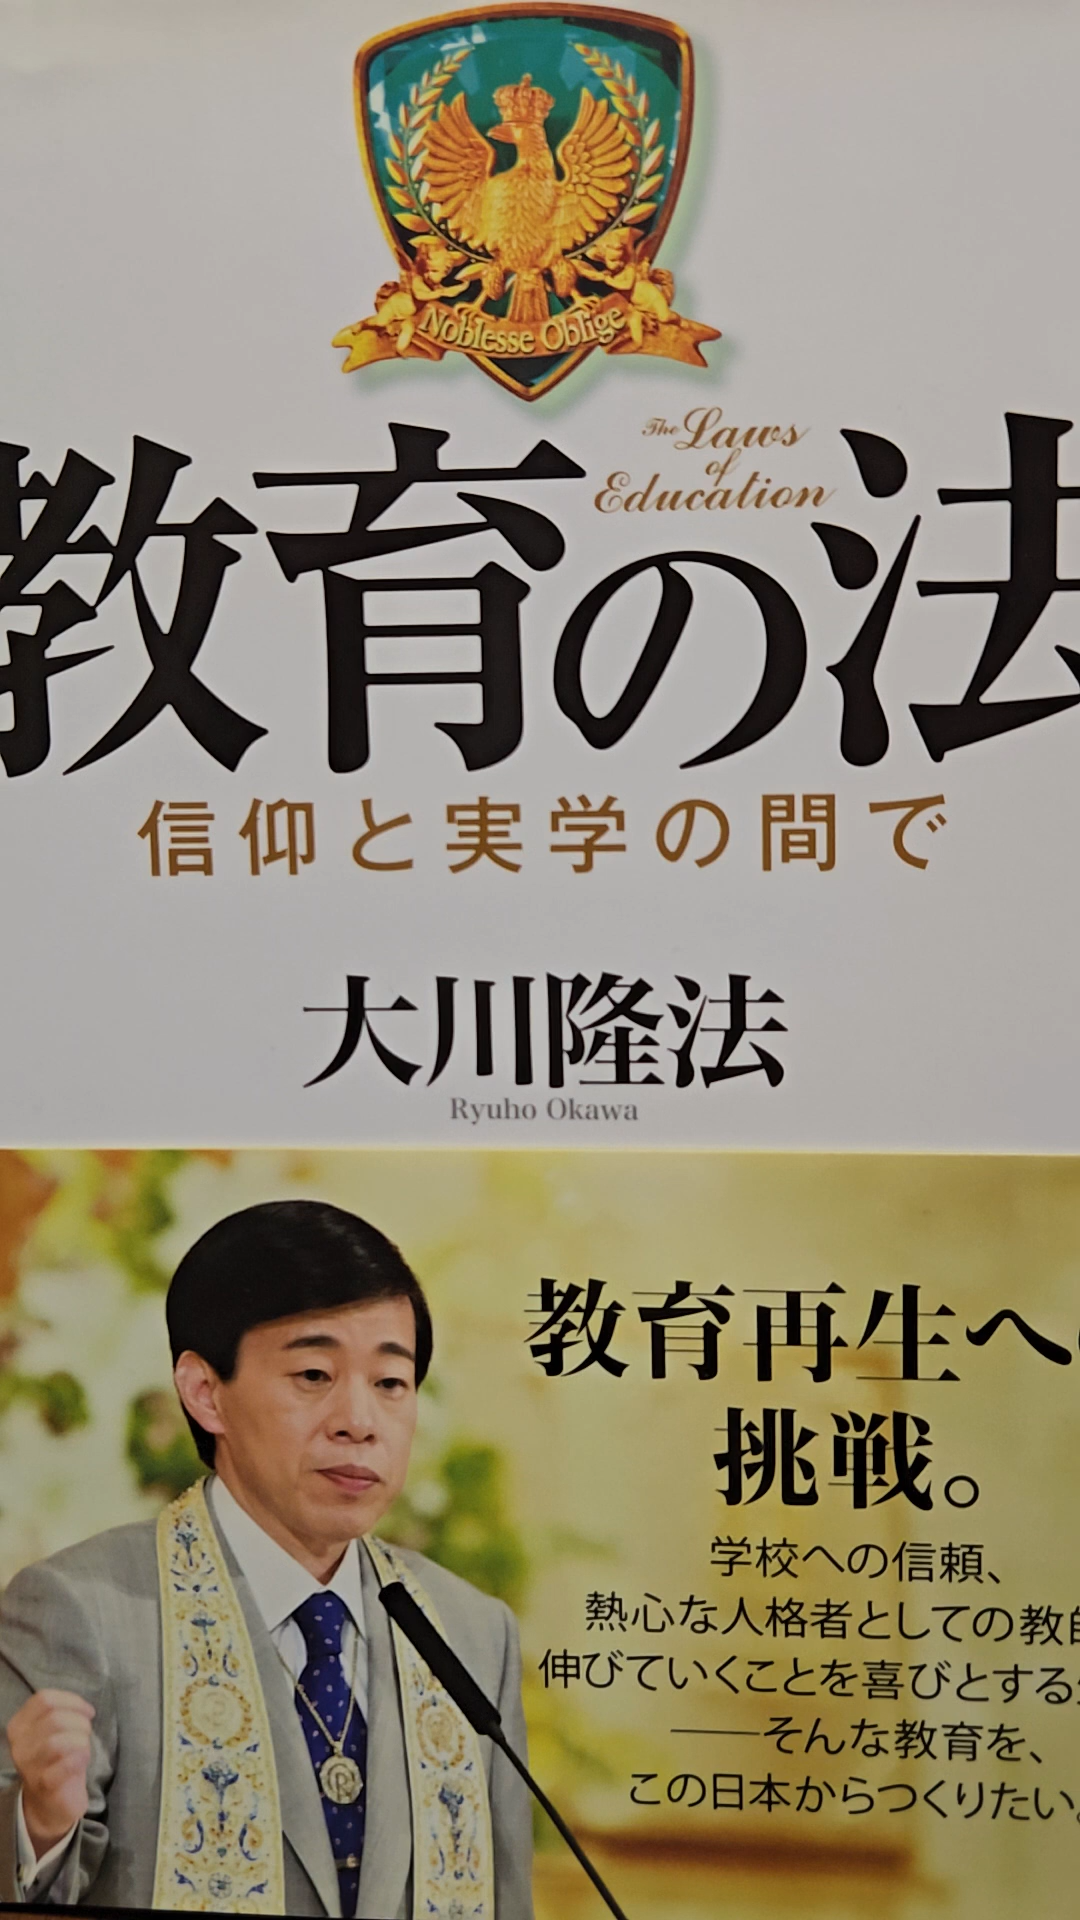 Noblesse Oblige
The Laws
of
Education
教育の法
信仰と実学の間で
大川隆法
Ryuho Okawa
教育再生への
挑戦。
学校への信頼、
熱心な人格者としての教師
伸びていくことを喜びとする
――そんな教育を、
この日本からつくりたい。